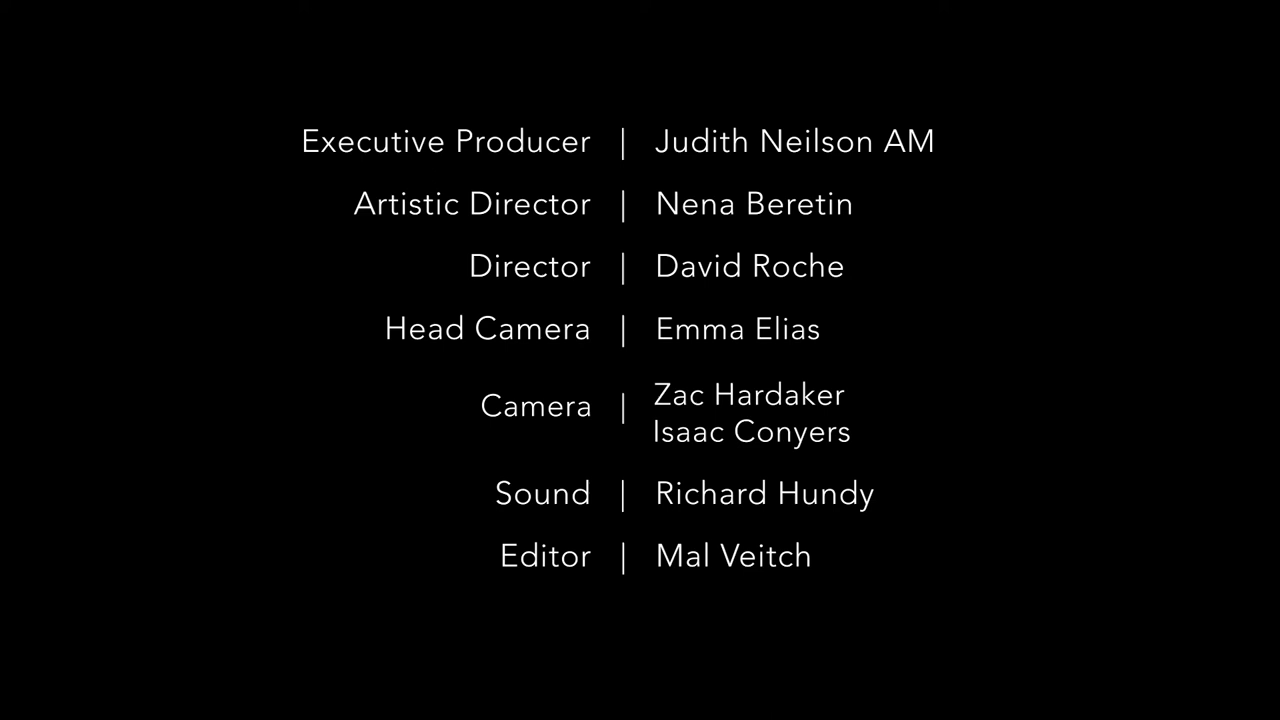 Executive Producer | Judith Neilson AM
Artistic Director | Nena Beretin
Director | David Roche
Head Camera | Emma Elias
Camera | Zac Hardaker
Isaac Conyers
Sound | Richard Hundy
Editor | Mal Veitch